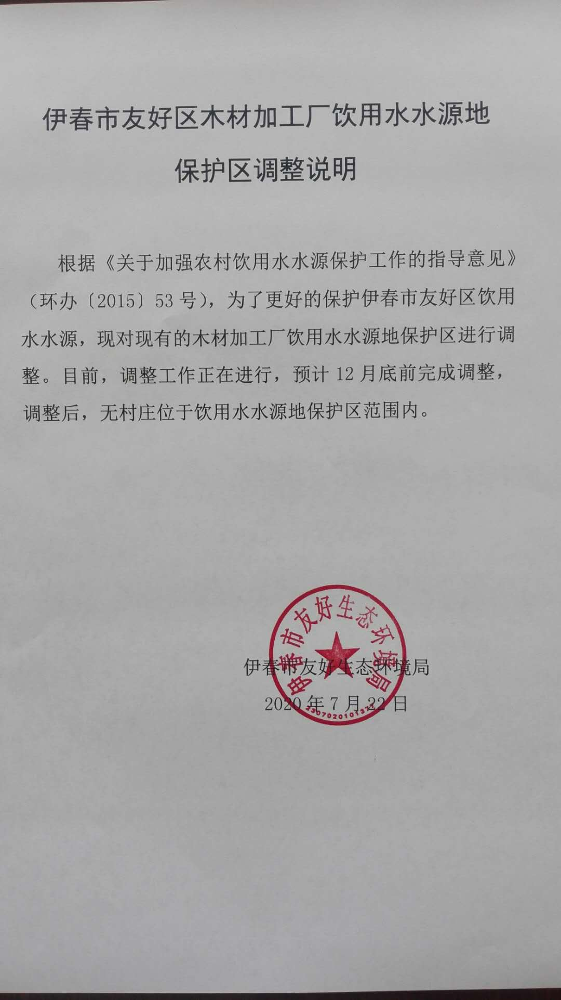 伊春市友好区木材加工厂饮用水水源地
保护区调整说明
根据《关于加强农村饮用水水源保护工作的指导意见》
（环办〔2015〕53 号），为了更好的保护伊春市友好区饮用
水水源，现对现有的木材加工厂饮用水水源地保护区进行调
整。目前，调整工作正在进行，预计 12 月底前完成调整，
调整后，无村庄位于饮用水水源地保护区范围内。
伊春市友好生态环境局
伊春市友好生态环境局
2020 年 7 月 22 日